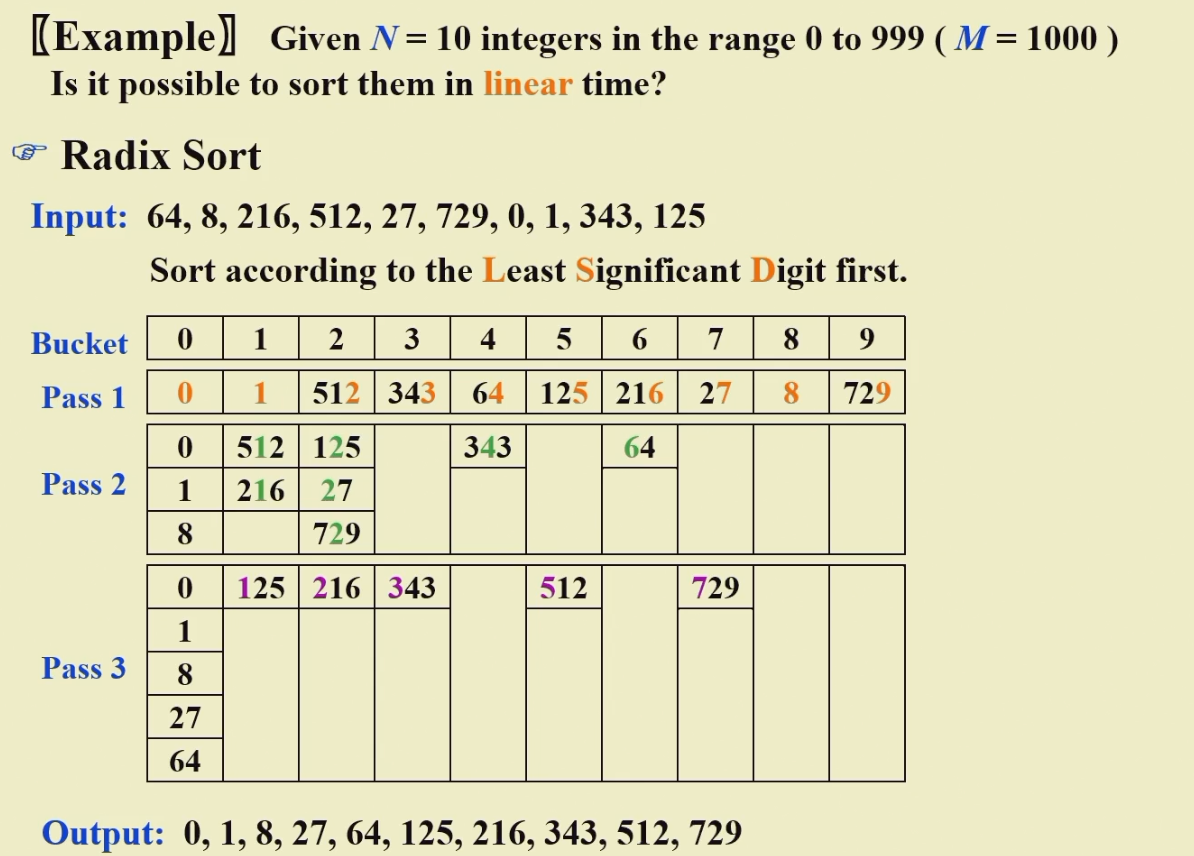 〖Example〗 Given N = 10 integers in the range 0 to 999 ( M = 1000 )
Is it possible to sort them in linear time?
☞ Radix Sort
Input: 64, 8, 216, 512, 27, 729, 0, 1, 343, 125
Sort according to the Least Significant Digit first.
Bucket 0 1 2 3 4 5 6 7 8 9
Pass 1 0 1 512 343 64 125 216 27 8 729
0 512 125 343 64
Pass 2 1 216 27
8 729
0 125 216 343 512 729
1
Pass 3 8
27
64
Output: 0, 1, 8, 27, 64, 125, 216, 343, 512, 729